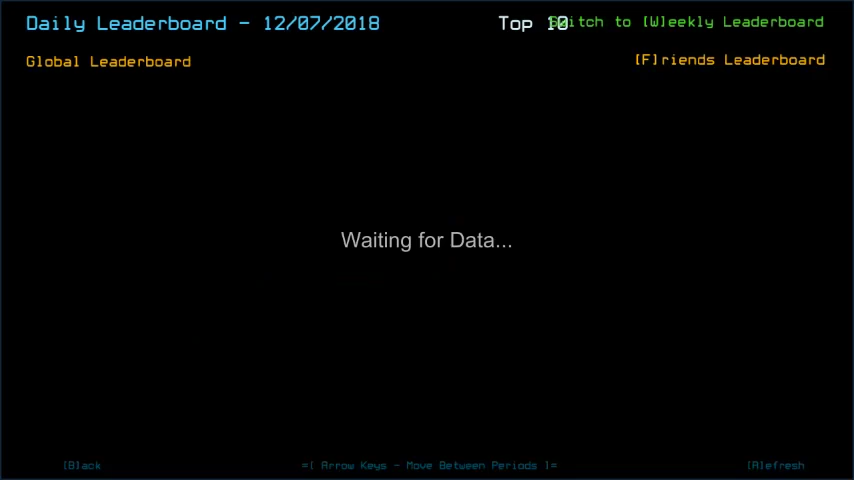 Daily Leaderboard - 12/07/2018
Top 10
Switch to [W]eekly Leaderboard
Global Leaderboard
[F]riends Leaderboard
Waiting for Data...
[B]ack
=[ Arrow Keys - Move Between Periods ]=
[R]efresh